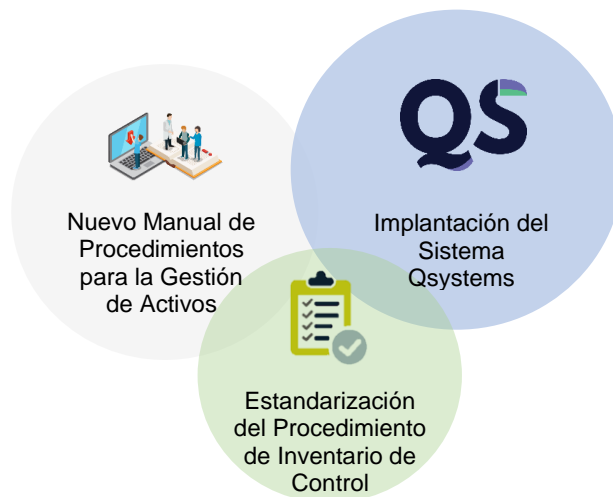 QS
Nuevo Manual de
Procedimientos
para la Gestión
de Activos
Implantación del
Sistema
Qsystems
Estandarización
del Procedimiento
de Inventario de
Control